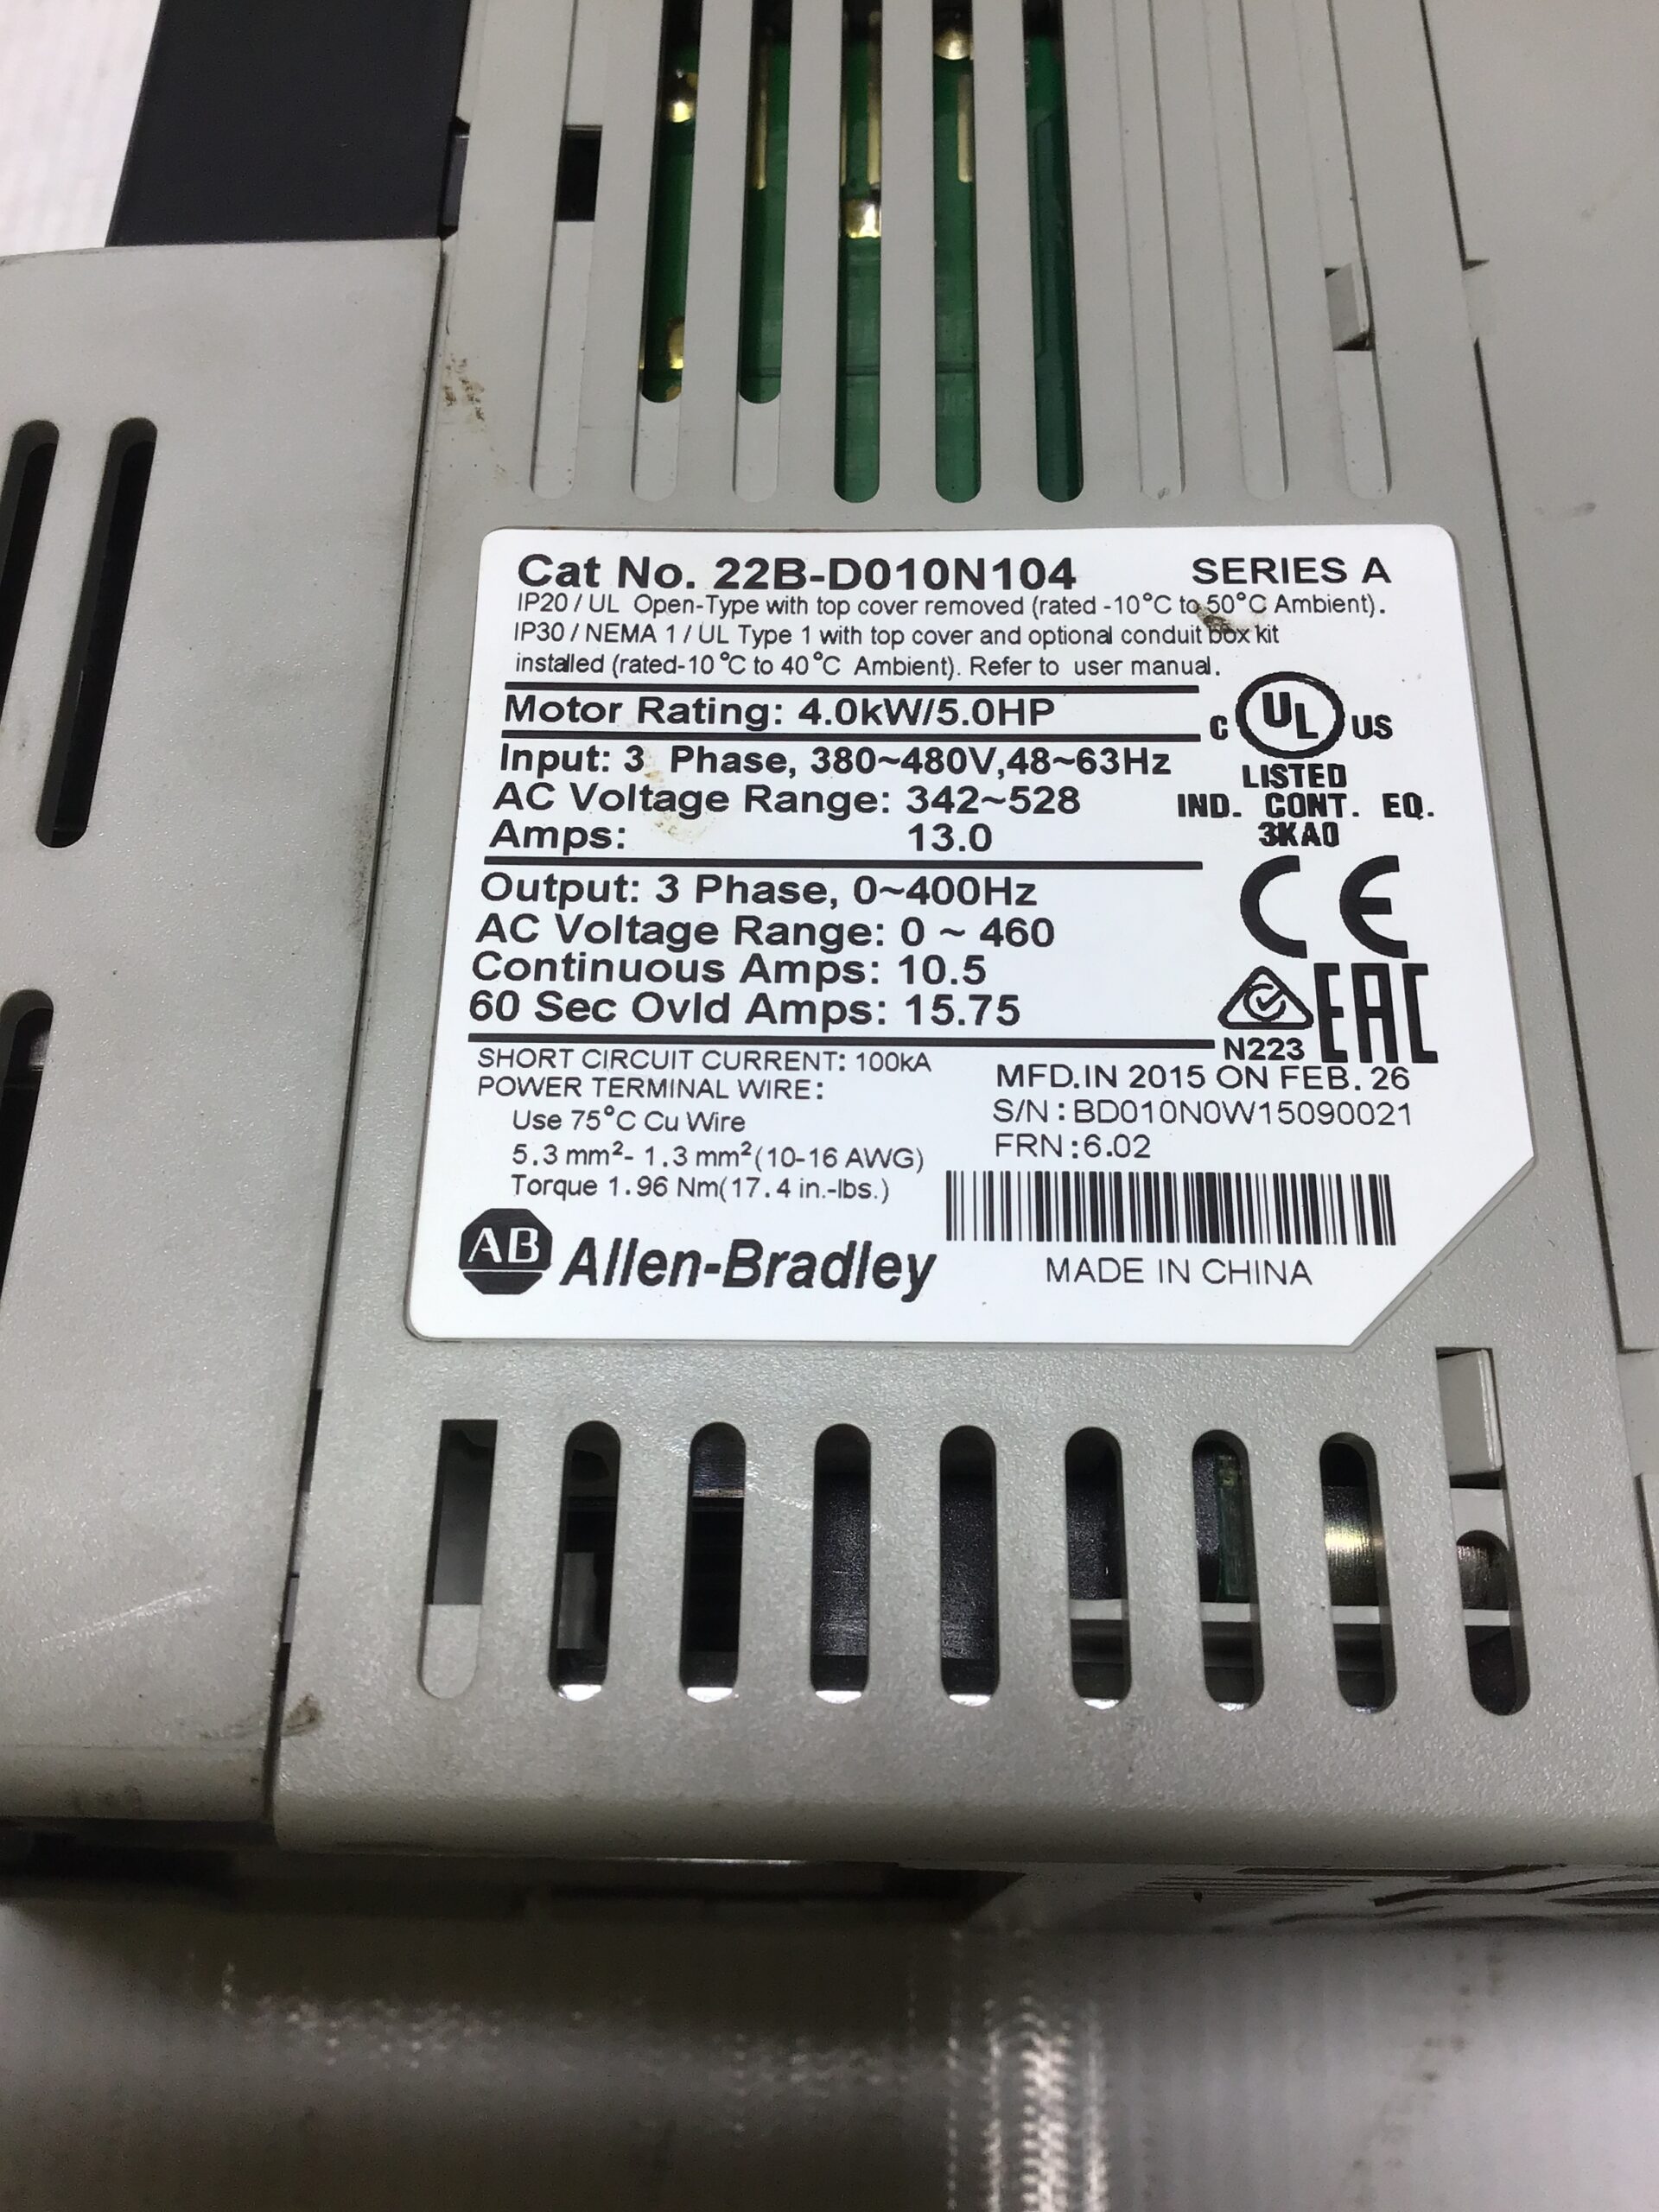 Cat No. 22B-D010N104 SERIES A
IP20 / UL Open-Type with top cover removed (rated -10°C to 50°C Ambient).
IP30 / NEMA 1 / UL Type 1 with top cover and optional conduit box kit
installed (rated-10°C to 40°C Ambient). Refer to user manual.
Motor Rating: 4.0kW/5.0HP
C UL US
LISTED
IND. CONT. EQ.
3KA0
Input: 3 Phase, 380~480V,48~63Hz
AC Voltage Range: 342~528
Amps: 13.0
CE
Output: 3 Phase, 0~400Hz
AC Voltage Range: 0 ~ 460
Continuous Amps: 10.5
60 Sec Ovld Amps: 15.75
N223
EAC
SHORT CIRCUIT CURRENT: 100kA
POWER TERMINAL WIRE:
Use 75°C Cu Wire
5.3 mm²- 1.3 mm²(10-16 AWG)
Torque 1.96 Nm(17.4 in.-lbs.)
MFD.IN 2015 ON FEB. 26
S/N : BD010N0W15090021
FRN : 6.02
AB Allen-Bradley
MADE IN CHINA